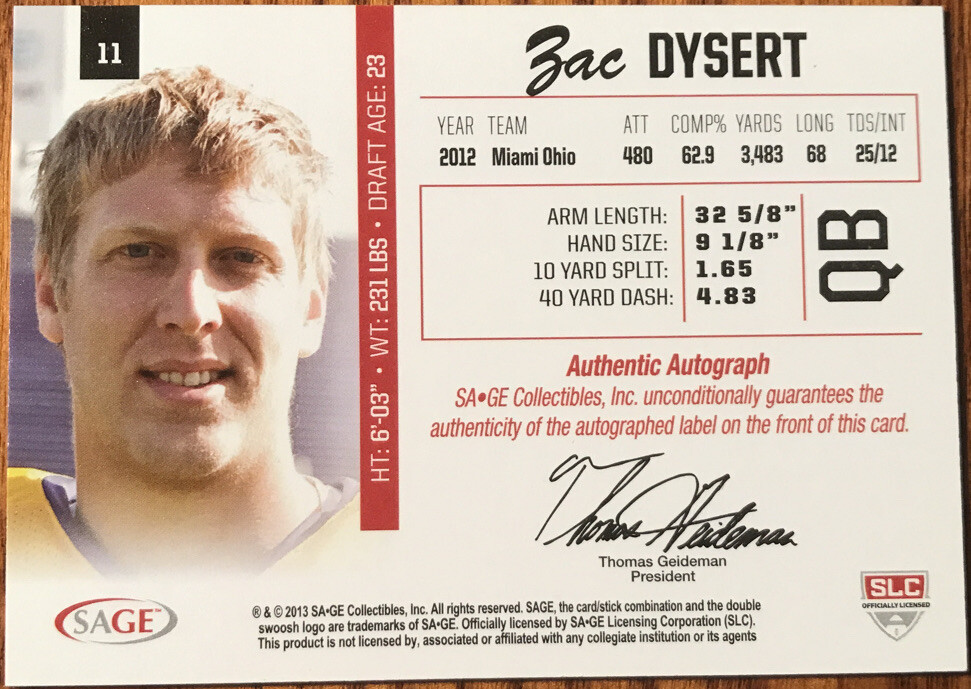 11
HT: 6'-03" • WT: 231 LBS • DRAFT AGE: 23
Zac DYSERT
YEAR TEAM ATT COMP% YARDS LONG TDS/INT
2012 Miami Ohio 480 62.9 3,483 68 25/12
ARM LENGTH: 32 5/8"
HAND SIZE: 9 1/8"
10 YARD SPLIT: 1.65
40 YARD DASH: 4.83
QB
Authentic Autograph
SA•GE Collectibles, Inc. unconditionally guarantees the
authenticity of the autographed label on the front of this card.
Thomas Geideman
Thomas Geideman
President
SAGE™
® & © 2013 SA•GE Collectibles, Inc. All rights reserved. SAGE, the card/stick combination and the double
swoosh logo are trademarks of SA•GE. Officially licensed by SA•GE Licensing Corporation (SLC).
This product is not licensed by, associated or affiliated with any collegiate institution or its agents
SLC
OFFICIALLY LICENSED